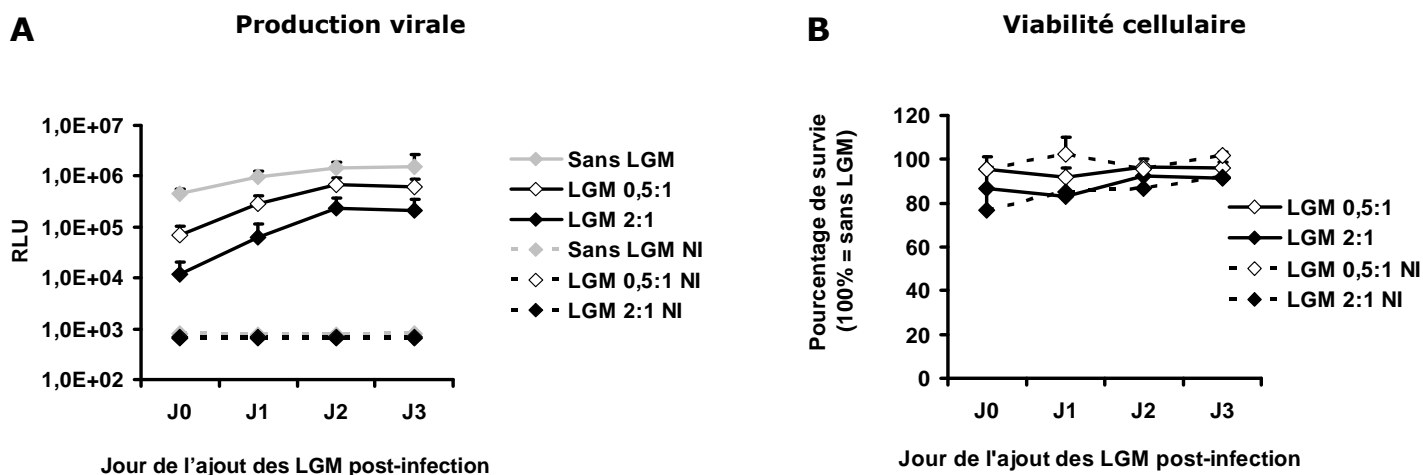 A
Production virale
1,0E+07
1,0E+06
1,0E+05
1,0E+04
1,0E+03
1,0E+02
RLU
J0 J1 J2 J3
Jour de l'ajout des LGM post-infection
Sans LGM
LGM 0,5:1
LGM 2:1
Sans LGM NI
LGM 0,5:1 NI
LGM 2:1 NI
B
Viabilité cellulaire
120
100
80
60
40
20
0
Pourcentage de survie
(100% = sans LGM)
J0 J1 J2 J3
Jour de l'ajout des LGM post-infection
LGM 0,5:1
LGM 2:1
LGM 0,5:1 NI
LGM 2:1 NI